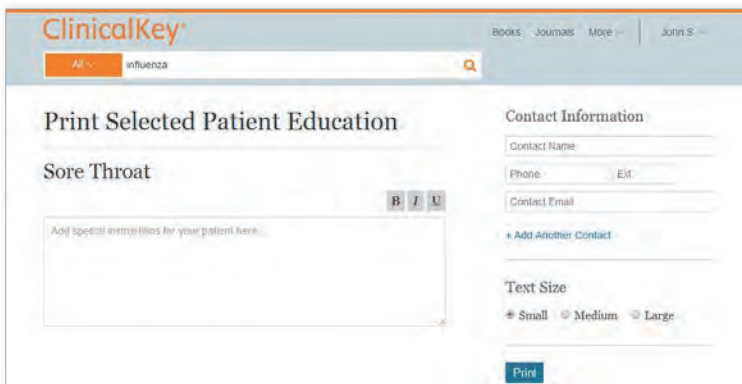 ClinicalKey
Books Journals More John S.
All influenza
Print Selected Patient Education
Sore Throat
B I U
Add special instructions for your patient here.
Contact Information
Contact Name
Phone Ext
Contact Email
+ Add Another Contact
Text Size
Small Medium Large
Print